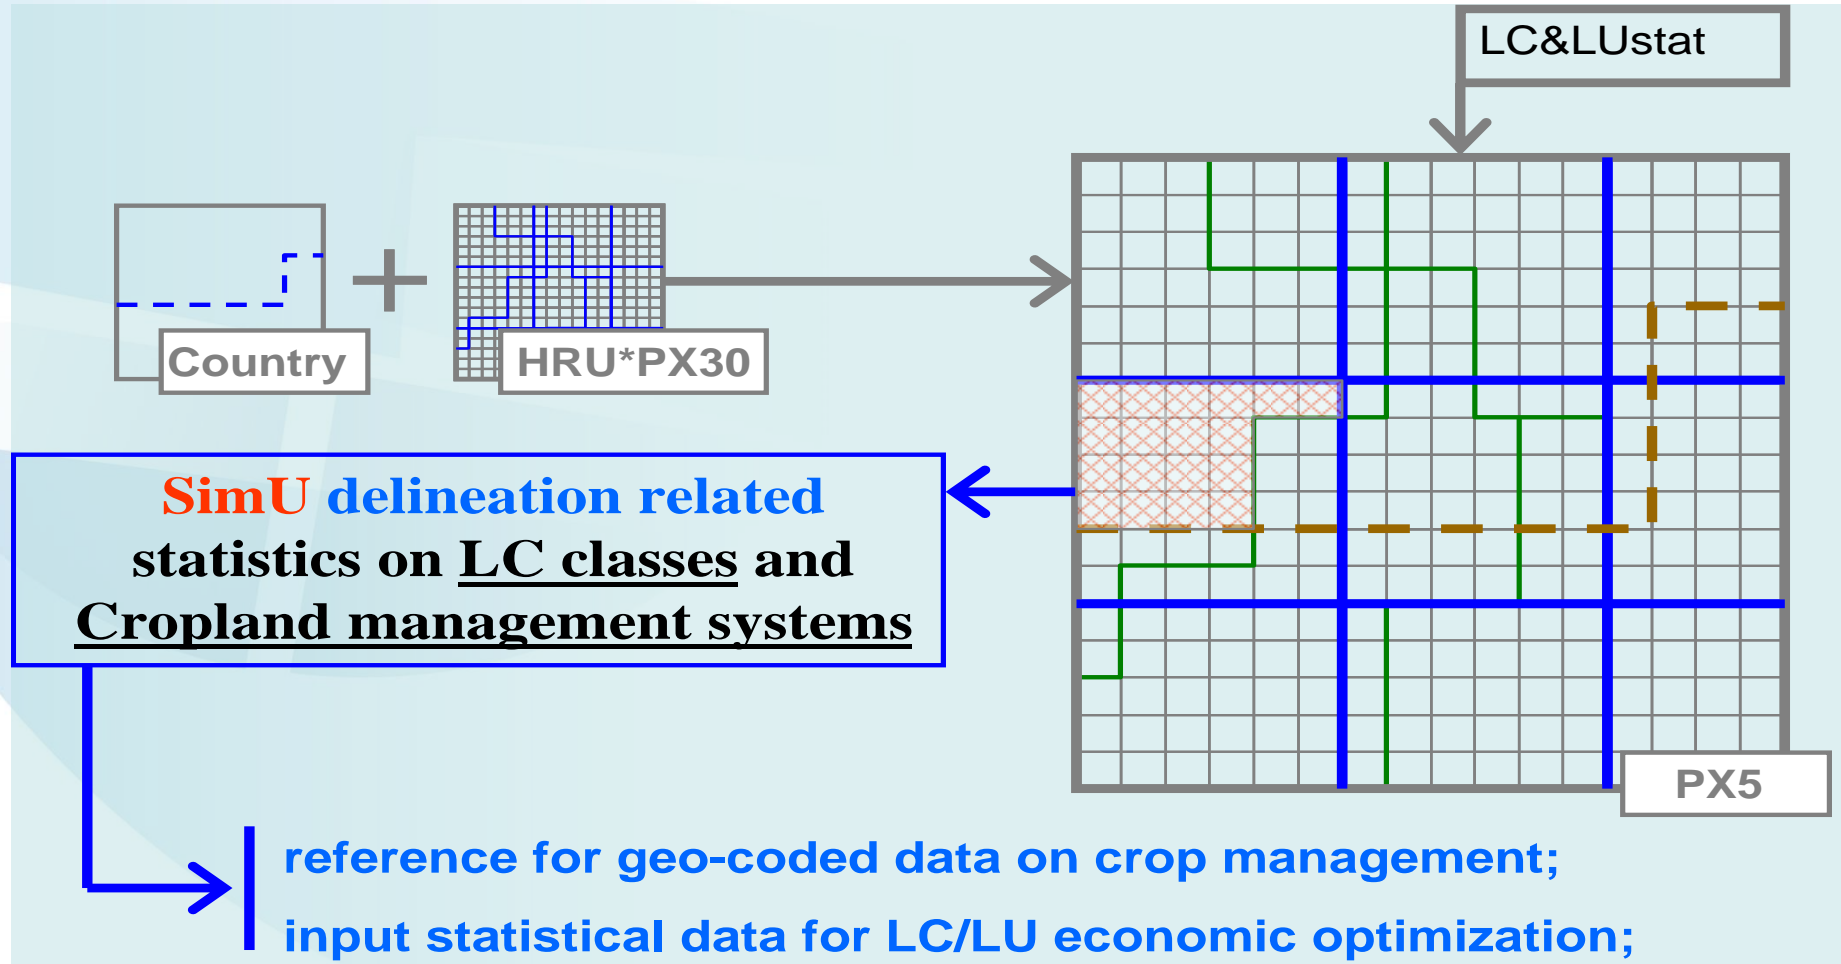 LC&LUstat
Country
HRU*PX30
SimU delineation related
statistics on LC classes and
Cropland management systems
PX5
reference for geo-coded data on crop management;
input statistical data for LC/LU economic optimization;